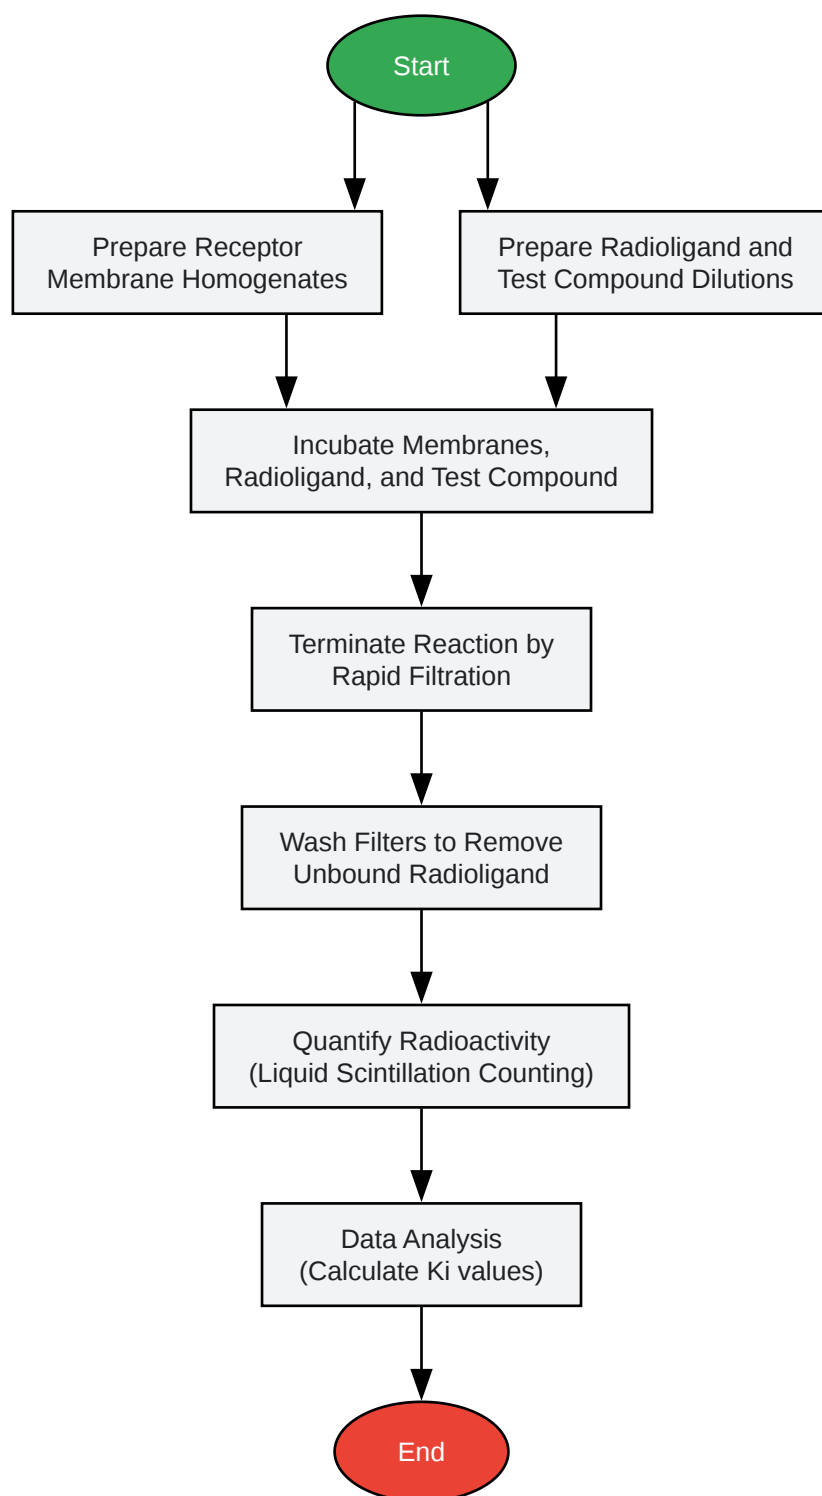 Start
Prepare Receptor
Membrane Homogenates
Prepare Radioligand and
Test Compound Dilutions
Incubate Membranes,
Radioligand, and Test Compound
Terminate Reaction by
Rapid Filtration
Wash Filters to Remove
Unbound Radioligand
Quantify Radioactivity
(Liquid Scintillation Counting)
Data Analysis
(Calculate Ki values)
End